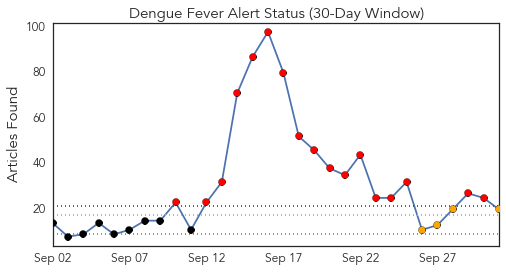 Dengue Fever Alert Status (30-Day Window)
Articles Found
100
80
60
40
20
Sep 02 Sep 07 Sep 12 Sep 17 Sep 22 Sep 27